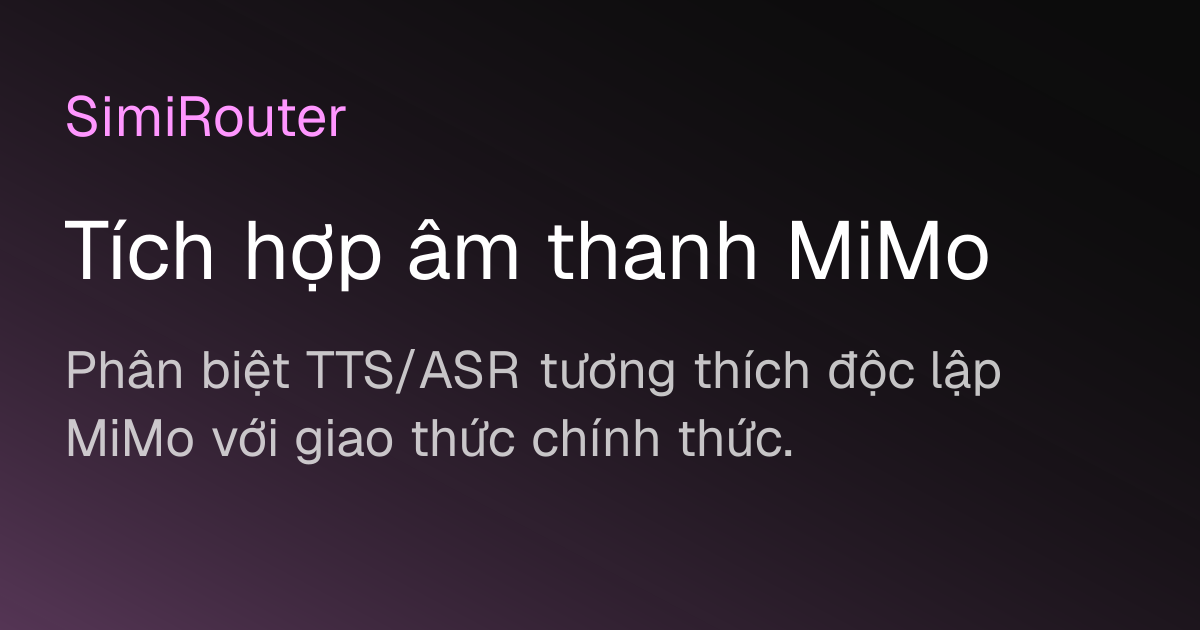 SimiRouter
Tích hợp âm thanh MiMo
Phân biệt TTS/ASR tương thích độc lập
MiMo với giao thức chính thức.